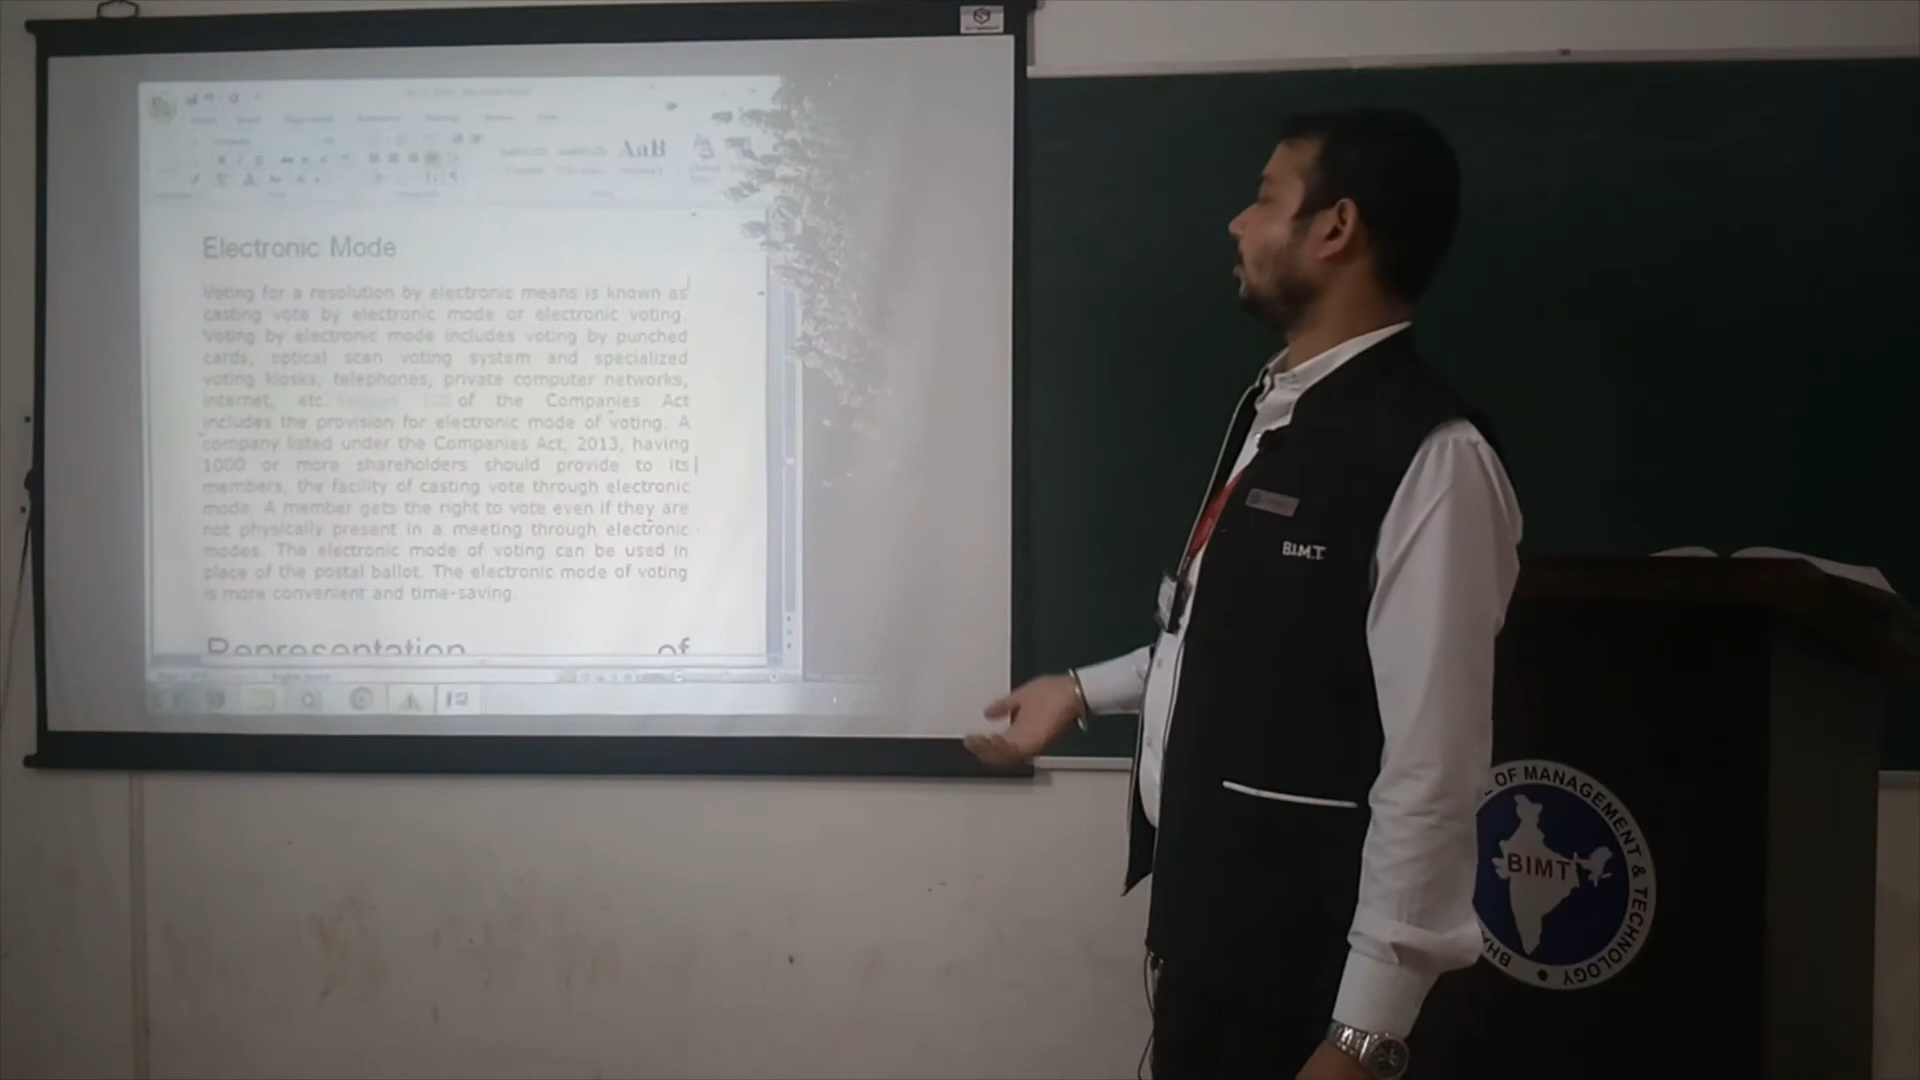 AaB
Electronic Mode
Voting for a resolution by electronic means is known as
casting vote by electronic mode or electronic voting.
Voting by electronic mode includes voting by punched
cards, optical scan voting system and specialized
voting kiosks, telephones, private computer networks,
internet, etc. of the Companies Act
includes the provision for electronic mode of voting. A
company listed under the Companies Act, 2013, having
1000 or more shareholders should provide to its
members, the facility of casting vote through electronic
mode. A member gets the right to vote even if they are
not physically present in a meeting through electronic
modes. The electronic mode of voting can be used in
place of the postal ballot. The electronic mode of voting
is more convenient and time-saving.
Representation of
B.I.M.T.
OF MANAGEMENT & TECHNOLOGY
BIMT